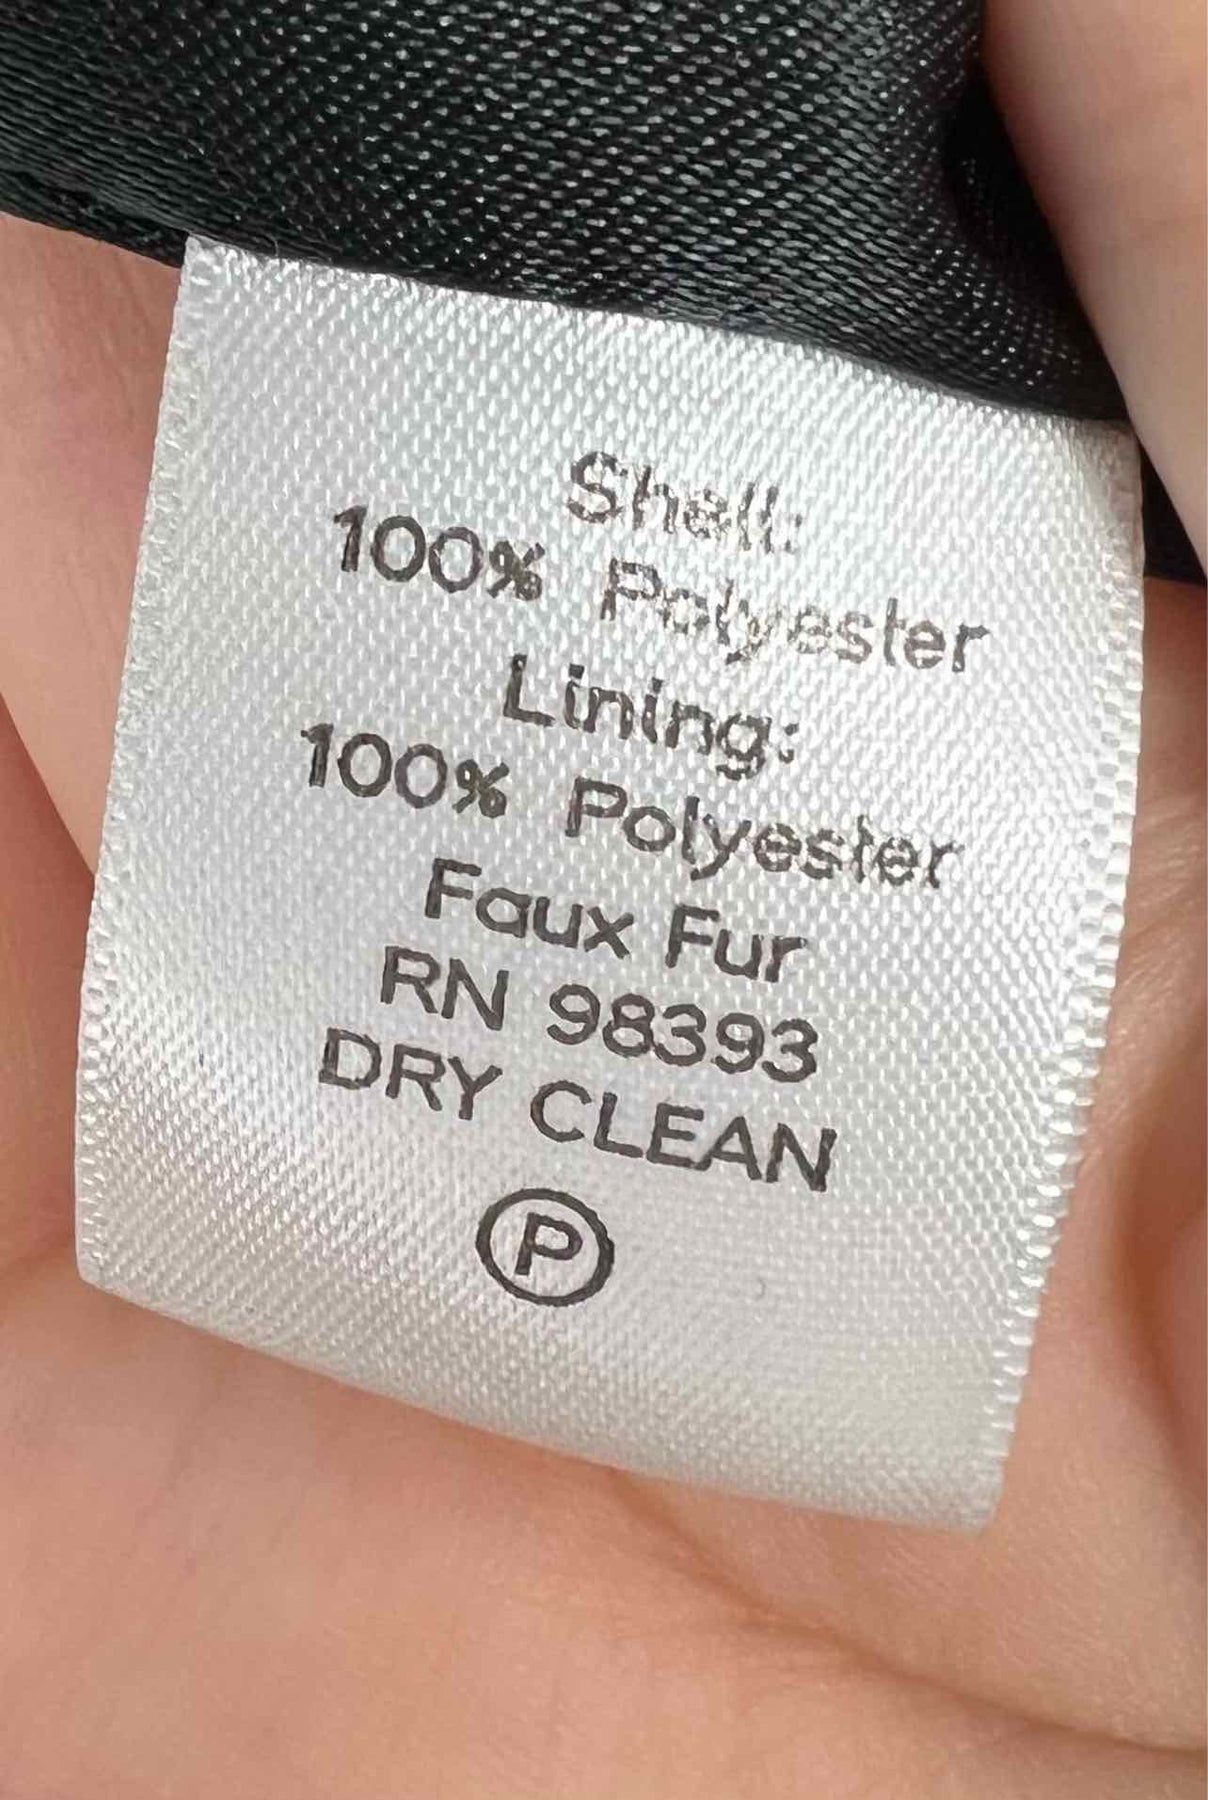 Shell:
100% Polyester
Lining:
100% Polyester
Faux Fur
RN 98393
DRY CLEAN
P